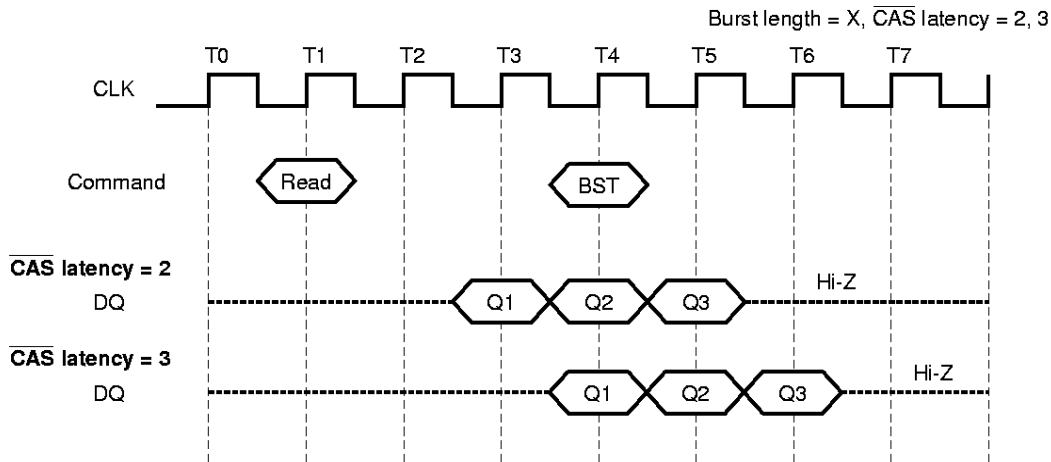 Burst length = X, CAS latency = 2, 3
T0 T1 T2 T3 T4 T5 T6 T7
CLK
Command Read BST
CAS latency = 2
DQ Q1 Q2 Q3 Hi-Z
CAS latency = 3
DQ Q1 Q2 Q3 Hi-Z